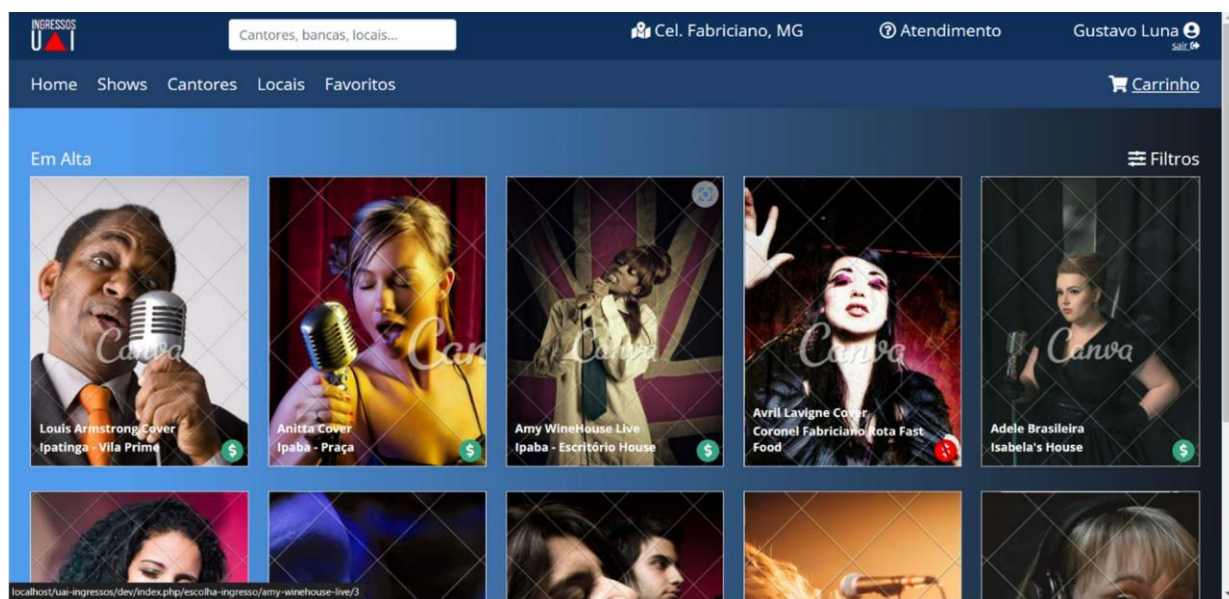 INGRESSOS
UAI
Cantores, bancas, locais...
Cel. Fabriciano, MG
Atendimento
Gustavo Luna
sair
Home
Shows
Cantores
Locais
Favoritos
Carrinho
Em Alta
Filtros
Canva
Louis Armstrong Cover
Ipatinga - Vila Prime
$
Can
Anitta Cover
Ipaba - Praça
$
Canva
Amy WineHouse Live
Ipaba - Escritório House
$
Canva
Avril Lavigne Cover
Coronel Fabriciano Rota Fast
Food
$
Canva
Adele Brasileira
Isabela's House
$
localhost/uai-ingressos/dev/index.php/escolha-ingresso/amy-winehouse-live/3